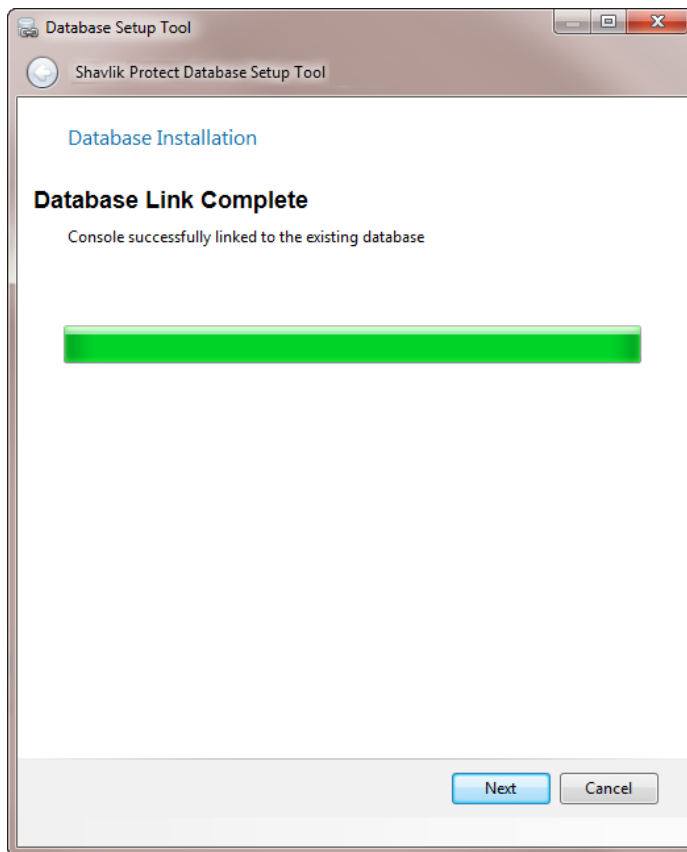 Database Setup Tool
Shavlik Protect Database Setup Tool
Database Installation
Database Link Complete
Console successfully linked to the existing database
Next
Cancel